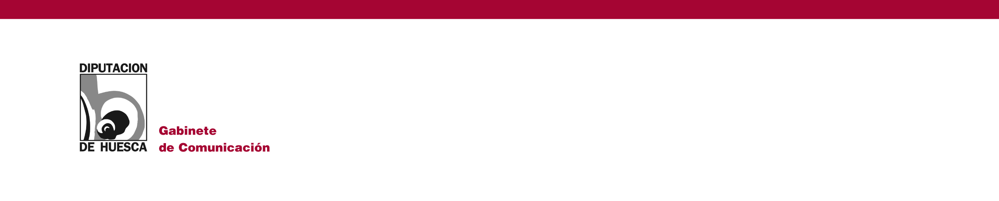 DIPUTACION
DE HUESCA
Gabinete
de Comunicación